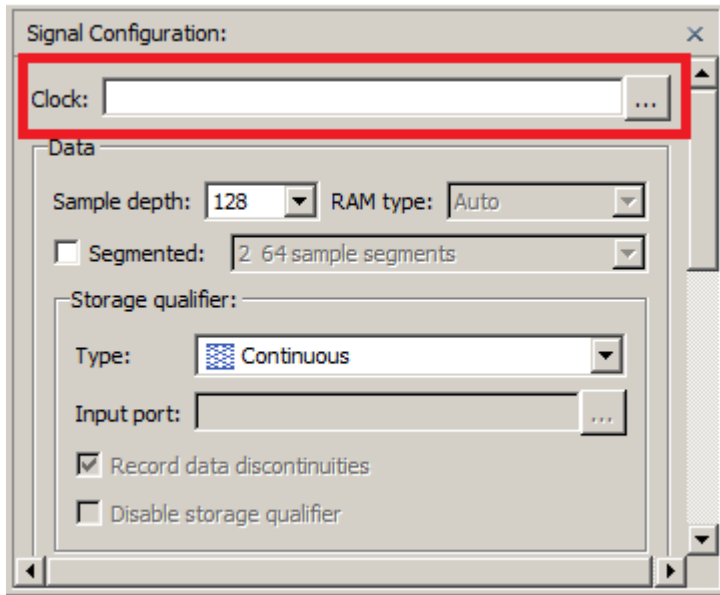 Signal Configuration:
Clock: ...
Data
Sample depth: 128 RAM type: Auto
Segmented: 2 64 sample segments
Storage qualifier:
Type: Continuous
Input port: ...
Record data discontinuities
Disable storage qualifier